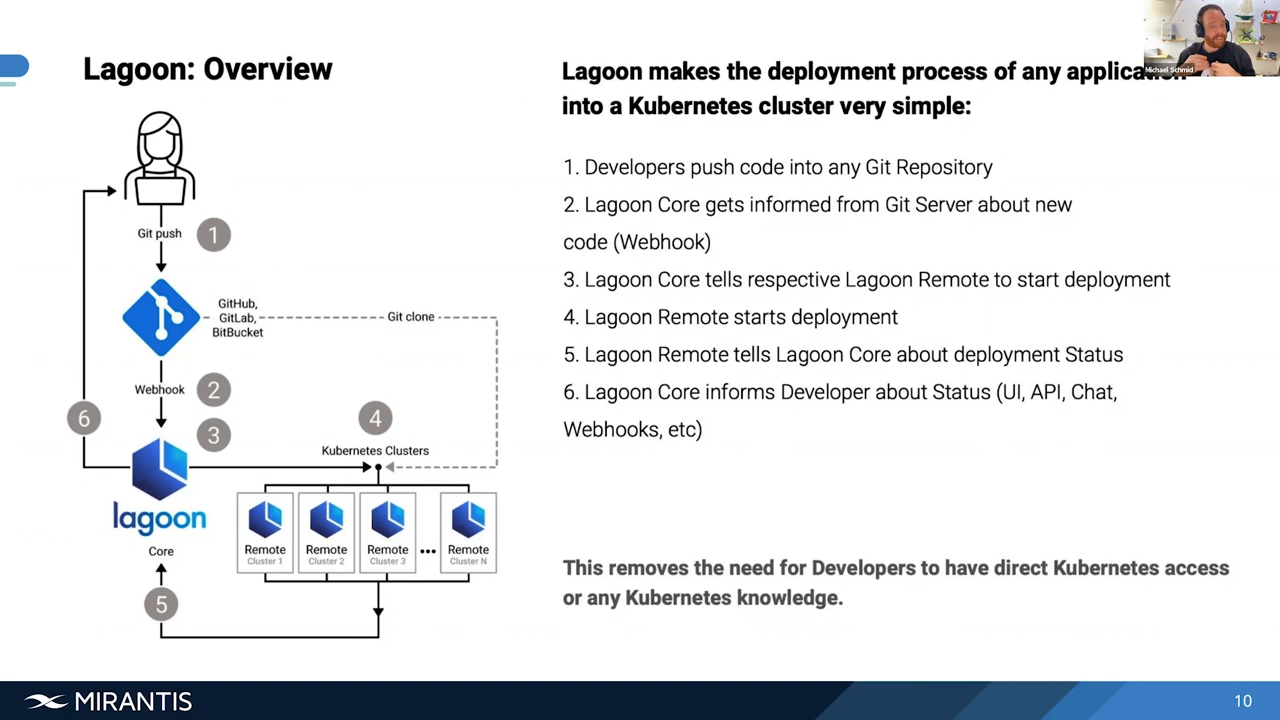 Lagoon: Overview
Git push
1
GitHub,
GitLab,
BitBucket
Git clone
Webhook
2
6
3
4
Kubernetes Clusters
lagoon
Core
Remote
Cluster 1
Remote
Cluster 2
Remote
Cluster 3
...
Remote
Cluster N
5
Lagoon makes the deployment process of any application
into a Kubernetes cluster very simple:
1. Developers push code into any Git Repository
2. Lagoon Core gets informed from Git Server about new
code (Webhook)
3. Lagoon Core tells respective Lagoon Remote to start deployment
4. Lagoon Remote starts deployment
5. Lagoon Remote tells Lagoon Core about deployment Status
6. Lagoon Core informs Developer about Status (UI, API, Chat,
Webhooks, etc)
This removes the need for Developers to have direct Kubernetes access
or any Kubernetes knowledge.
Michael Schmid
MIRANTIS
10